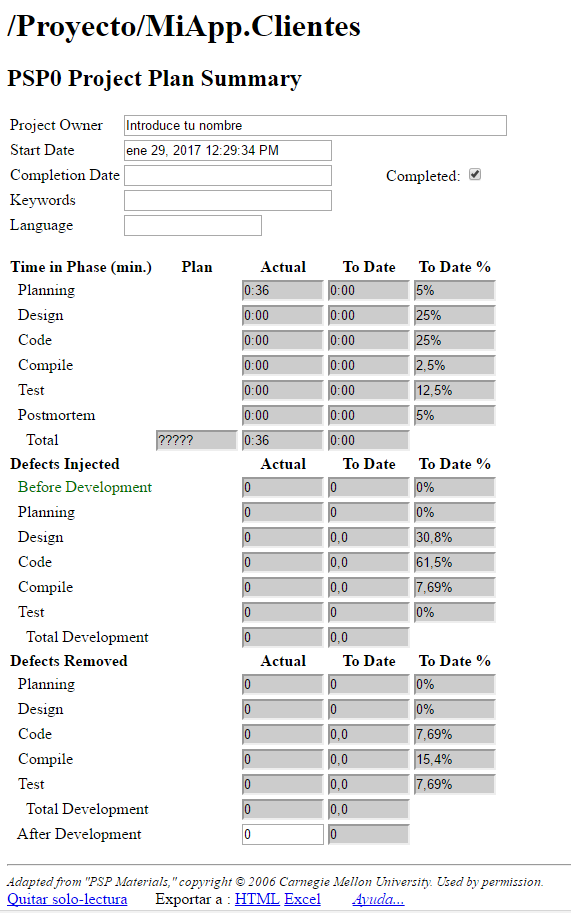 /Proyecto/MiApp.Clientes
PSP0 Project Plan Summary
Project Owner Introduce tu nombre
Start Date ene 29, 2017 12:29:34 PM
Completion Date Completed:
Keywords
Language
Time in Phase (min.) Plan Actual To Date To Date %
Planning 0:36 0:00 5%
Design 0:00 0:00 25%
Code 0:00 0:00 25%
Compile 0:00 0:00 2,5%
Test 0:00 0:00 12,5%
Postmortem 0:00 0:00 5%
Total ????? 0:36 0:00
Defects Injected Actual To Date To Date %
Before Development 0 0 0%
Planning 0 0 0%
Design 0 0,0 30,8%
Code 0 0,0 61,5%
Compile 0 0,0 7,69%
Test 0 0 0%
Total Development 0 0,0
Defects Removed Actual To Date To Date %
Planning 0 0 0%
Design 0 0 0%
Code 0 0,0 7,69%
Compile 0 0,0 15,4%
Test 0 0,0 7,69%
Total Development 0 0,0
After Development 0 0
Adapted from "PSP Materials," copyright © 2006 Carnegie Mellon University. Used by permission.
Quitar solo-lectura Exportar a : HTML Excel Ayuda...